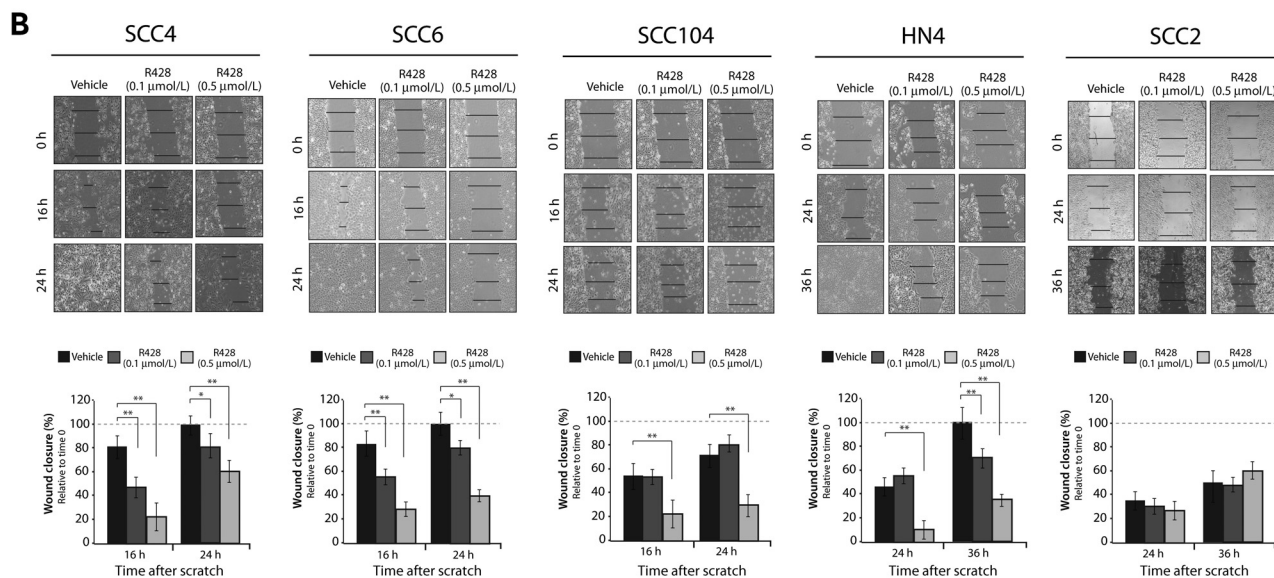 B
SCC4
Vehicle
R428
(0.1 μmol/L)
R428
(0.5 μmol/L)
0 h
16 h
24 h
Vehicle
R428
(0.1 μmol/L)
R428
(0.5 μmol/L)
Wound closure (%)
Relative to time 0
120
100
80
60
40
20
0
**
**
*
**
16 h
24 h
Time after scratch
SCC6
Vehicle
R428
(0.1 μmol/L)
R428
(0.5 μmol/L)
0 h
16 h
24 h
Vehicle
R428
(0.1 μmol/L)
R428
(0.5 μmol/L)
Wound closure (%)
Relative to time 0
120
100
80
60
40
20
0
**
**
*
**
16 h
24 h
Time after scratch
SCC104
Vehicle
R428
(0.1 μmol/L)
R428
(0.5 μmol/L)
0 h
16 h
24 h
Vehicle
R428
(0.1 μmol/L)
R428
(0.5 μmol/L)
Wound closure (%)
Relative to time 0
120
100
80
60
40
20
0
**
**
16 h
24 h
Time after scratch
HN4
Vehicle
R428
(0.1 μmol/L)
R428
(0.5 μmol/L)
0 h
24 h
36 h
Vehicle
R428
(0.1 μmol/L)
R428
(0.5 μmol/L)
Wound closure (%)
Relative to time 0
120
100
80
60
40
20
0
**
**
**
24 h
36 h
Time after scratch
SCC2
Vehicle
R428
(0.1 μmol/L)
R428
(0.5 μmol/L)
0 h
24 h
36 h
Vehicle
R428
(0.1 μmol/L)
R428
(0.5 μmol/L)
Wound closure (%)
Relative to time 0
120
100
80
60
40
20
0
24 h
36 h
Time after scratch